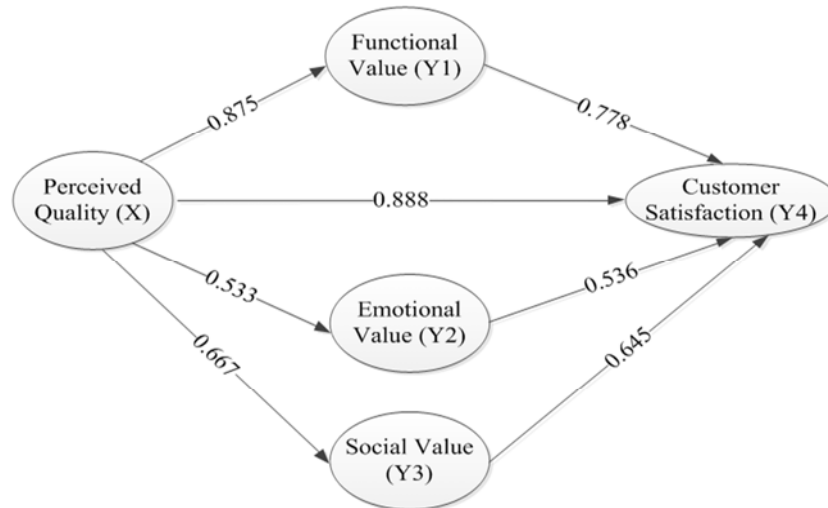 Functional
Value (Y1)
0.875
0.778
Perceived
Quality (X)
0.888
Customer
Satisfaction (Y4)
0.533
0.536
Emotional
Value (Y2)
0.667
0.645
Social Value
(Y3)